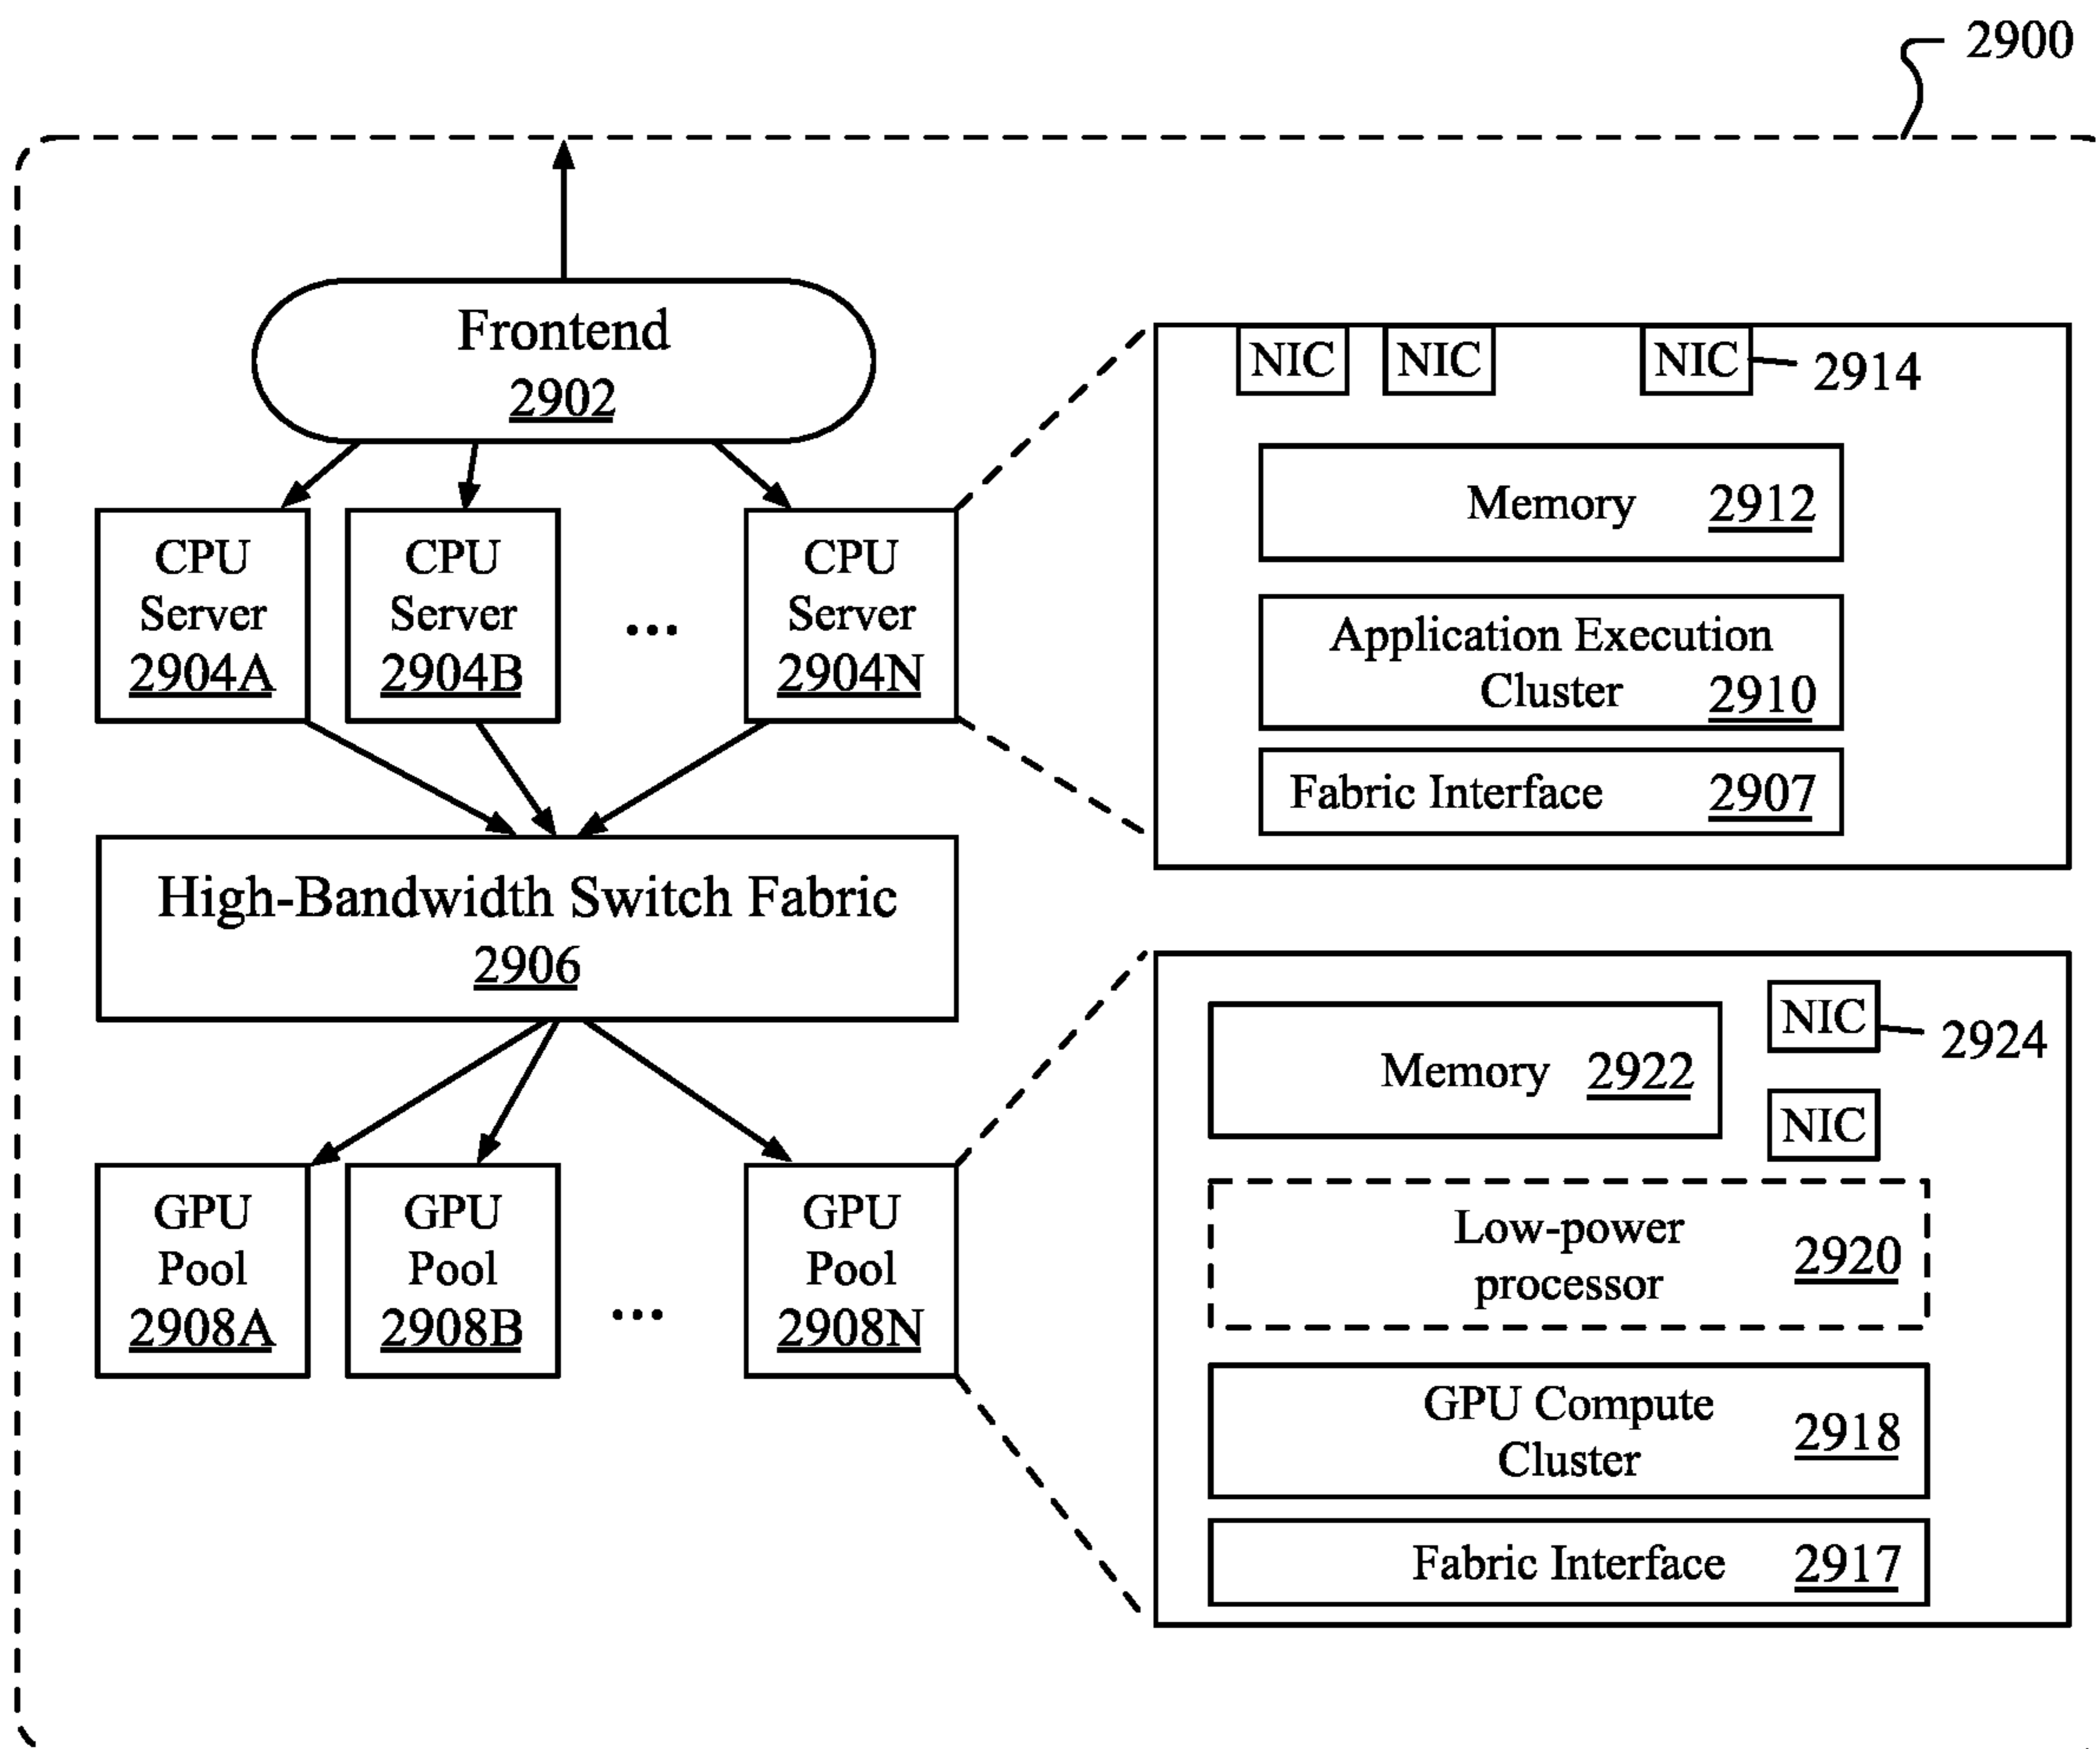 2900
Frontend
2902
CPU
Server
2904A
CPU
Server
2904B
...
CPU
Server
2904N
High-Bandwidth Switch Fabric
2906
GPU
Pool
2908A
GPU
Pool
2908B
...
GPU
Pool
2908N
NIC NIC NIC 2914
Memory 2912
Application Execution
Cluster 2910
Fabric Interface 2907
NIC 2924
Memory 2922
NIC
Low-power
processor 2920
GPU Compute
Cluster 2918
Fabric Interface 2917